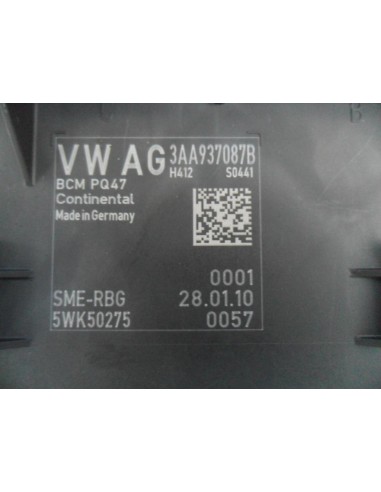 VW AG 3AA937087B
BCM PQ47 H412 S0441
Continental
Made in Germany
0001
SME-RBG 28.01.10
5WK50275 0057